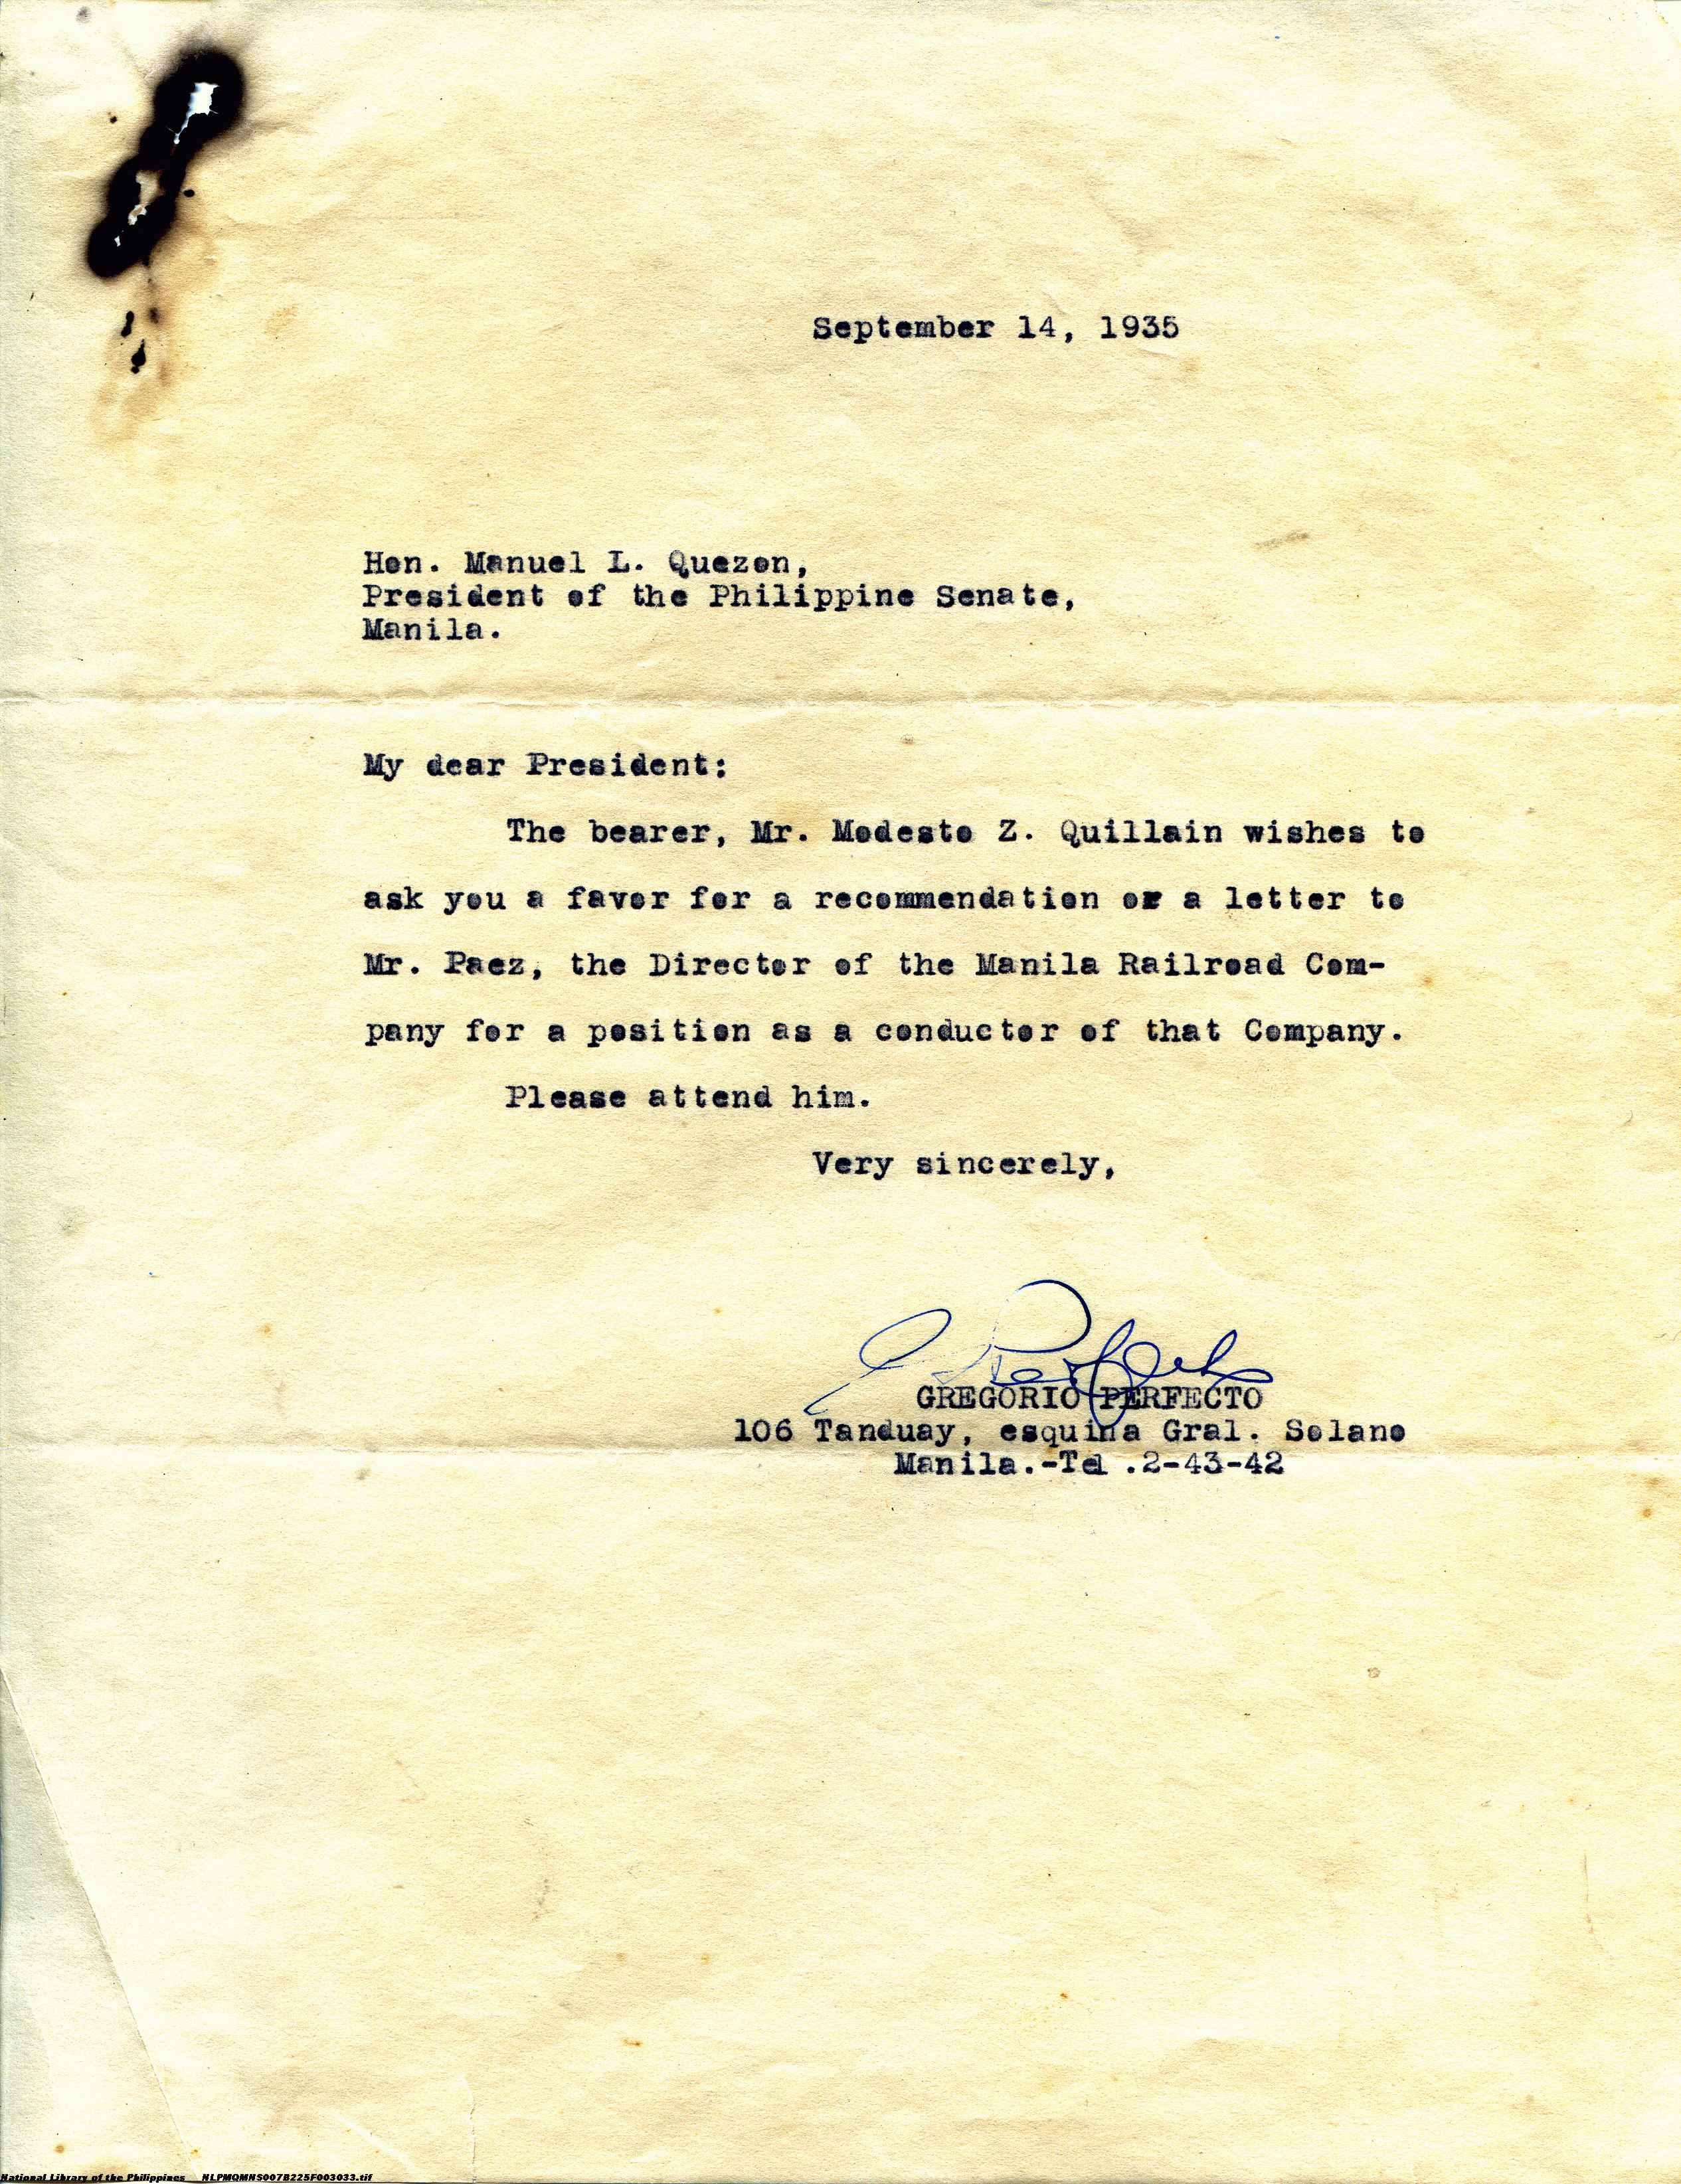 September 14, 1935
Hon. Manuel L. Quezon,
President of the Philippine Senate,
Manila.
My dear President:
The bearer, Mr. Modesto Z. Quillain wishes to
ask you a favor for a recommendation or a letter to
Mr. Paez, the Director of the Manila Railroad Com-
pany for a position as a conductor of that Company.
Please attend him.
Very sincerely,
G Perfecto
GREGORIO PERFECTO
106 Tanduay, esquina Gral. Solano
Manila.-Tel .2-43-42
National Library of the Philippines NLPMQMNS007B225F003033.tif